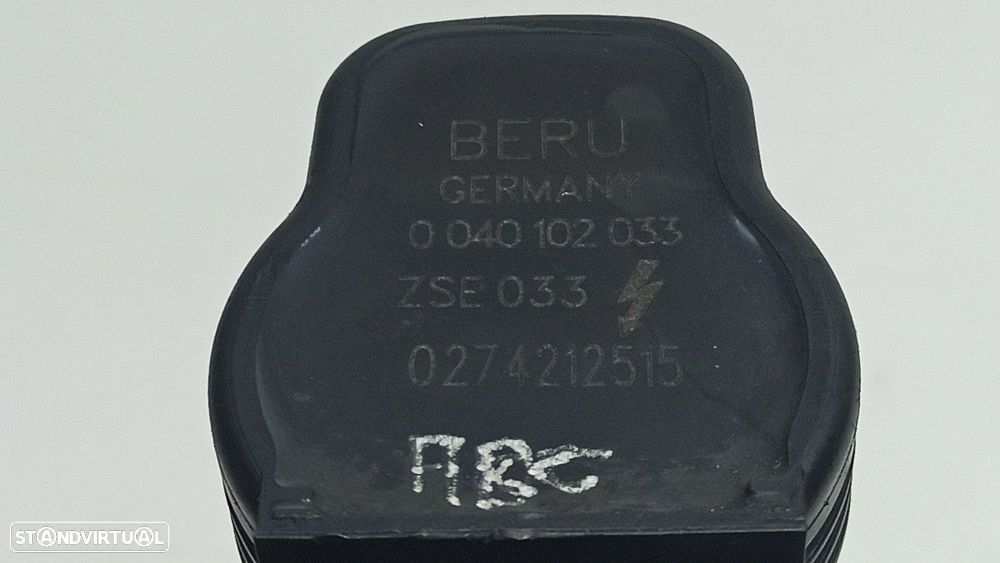 BERU
GERMANY
0 040 102 033
ZSE 033
0274212515
ABC
STANDVIRTUAL